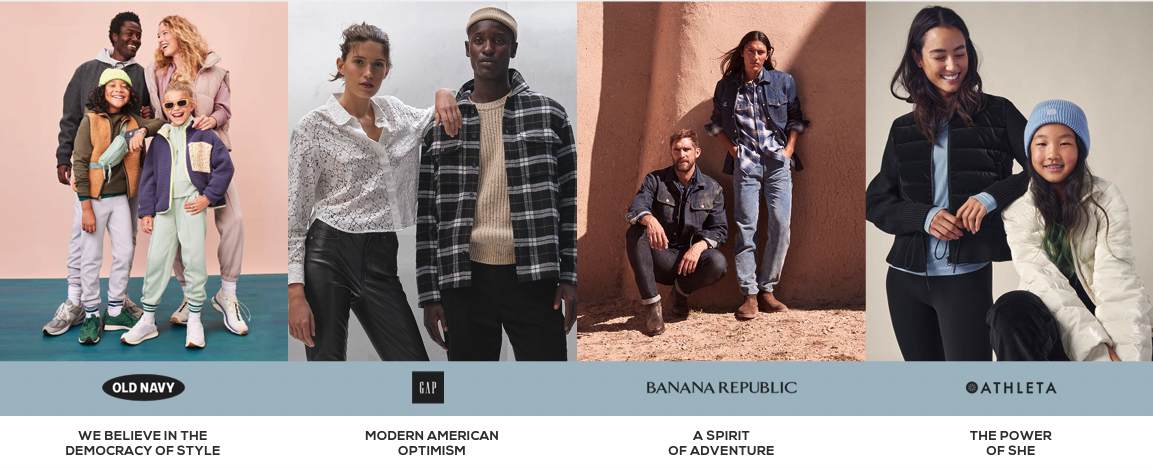 OLD NAVY
GAP
BANANA REPUBLIC
ATHLETA
WE BELIEVE IN THE
DEMOCRACY OF STYLE
MODERN AMERICAN
OPTIMISM
A SPIRIT
OF ADVENTURE
THE POWER
OF SHE